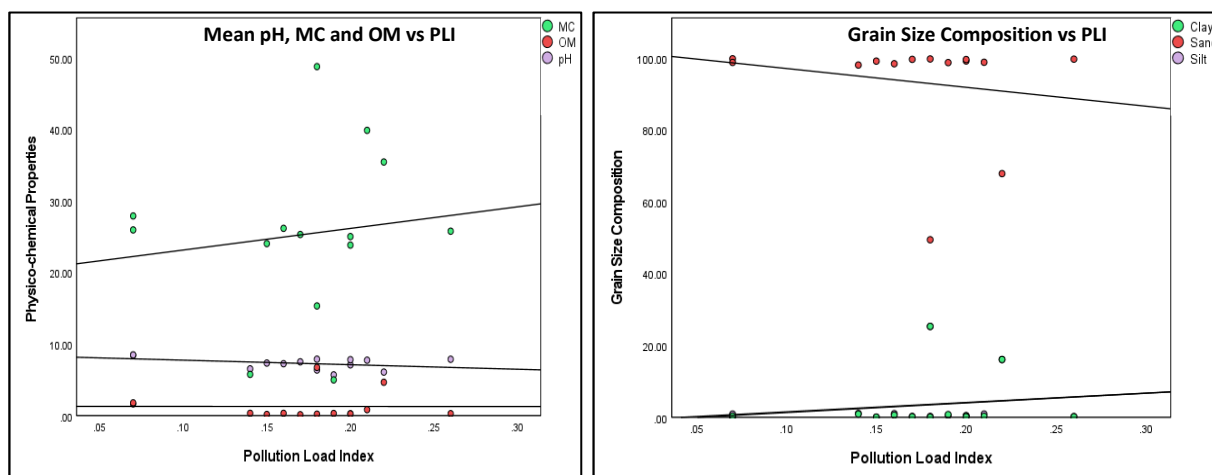 Mean pH, MC and OM vs PLI
MC
OM
pH
Physico-chemical Properties
50.00
40.00
30.00
20.00
10.00
.00
.05
.10
.15
.20
.25
.30
Pollution Load Index
Grain Size Composition vs PLI
Clay
Sand
Silt
Grain Size Composition
100.00
80.00
60.00
40.00
20.00
.00
.05
.10
.15
.20
.25
.30
Pollution Load Index